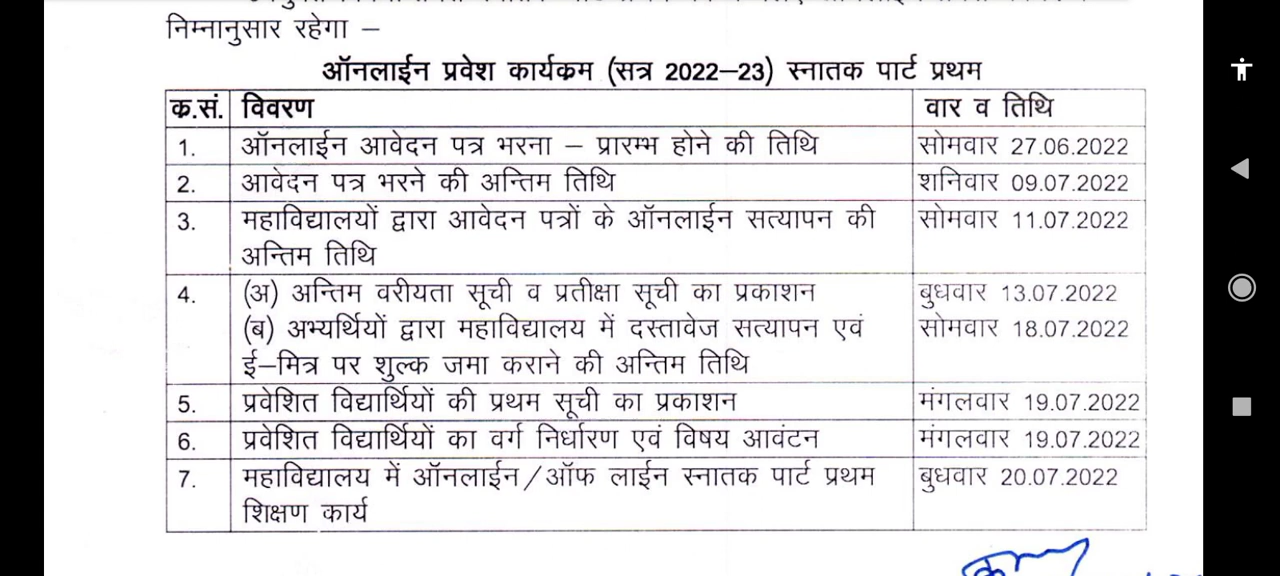 निम्नानुसार रहेगा –
ऑनलाईन प्रवेश कार्यक्रम (सत्र 2022–23) स्नातक पार्ट प्रथम
क्र.सं. विवरण वार व तिथि
1. ऑनलाईन आवेदन पत्र भरना – प्रारम्भ होने की तिथि सोमवार 27.06.2022
2. आवेदन पत्र भरने की अन्तिम तिथि शनिवार 09.07.2022
3. महाविद्यालयों द्वारा आवेदन पत्रों के ऑनलाईन सत्यापन की सोमवार 11.07.2022
अन्तिम तिथि
4. (अ) अन्तिम वरीयता सूची व प्रतीक्षा सूची का प्रकाशन बुधवार 13.07.2022
(ब) अभ्यर्थियों द्वारा महाविद्यालय में दस्तावेज सत्यापन एवं सोमवार 18.07.2022
ई–मित्र पर शुल्क जमा कराने की अन्तिम तिथि
5. प्रवेशित विद्यार्थियों की प्रथम सूची का प्रकाशन मंगलवार 19.07.2022
6. प्रवेशित विद्यार्थियों का वर्ग निर्धारण एवं विषय आवंटन मंगलवार 19.07.2022
7. महाविद्यालय में ऑनलाईन/ऑफ लाईन स्नातक पार्ट प्रथम बुधवार 20.07.2022
शिक्षण कार्य